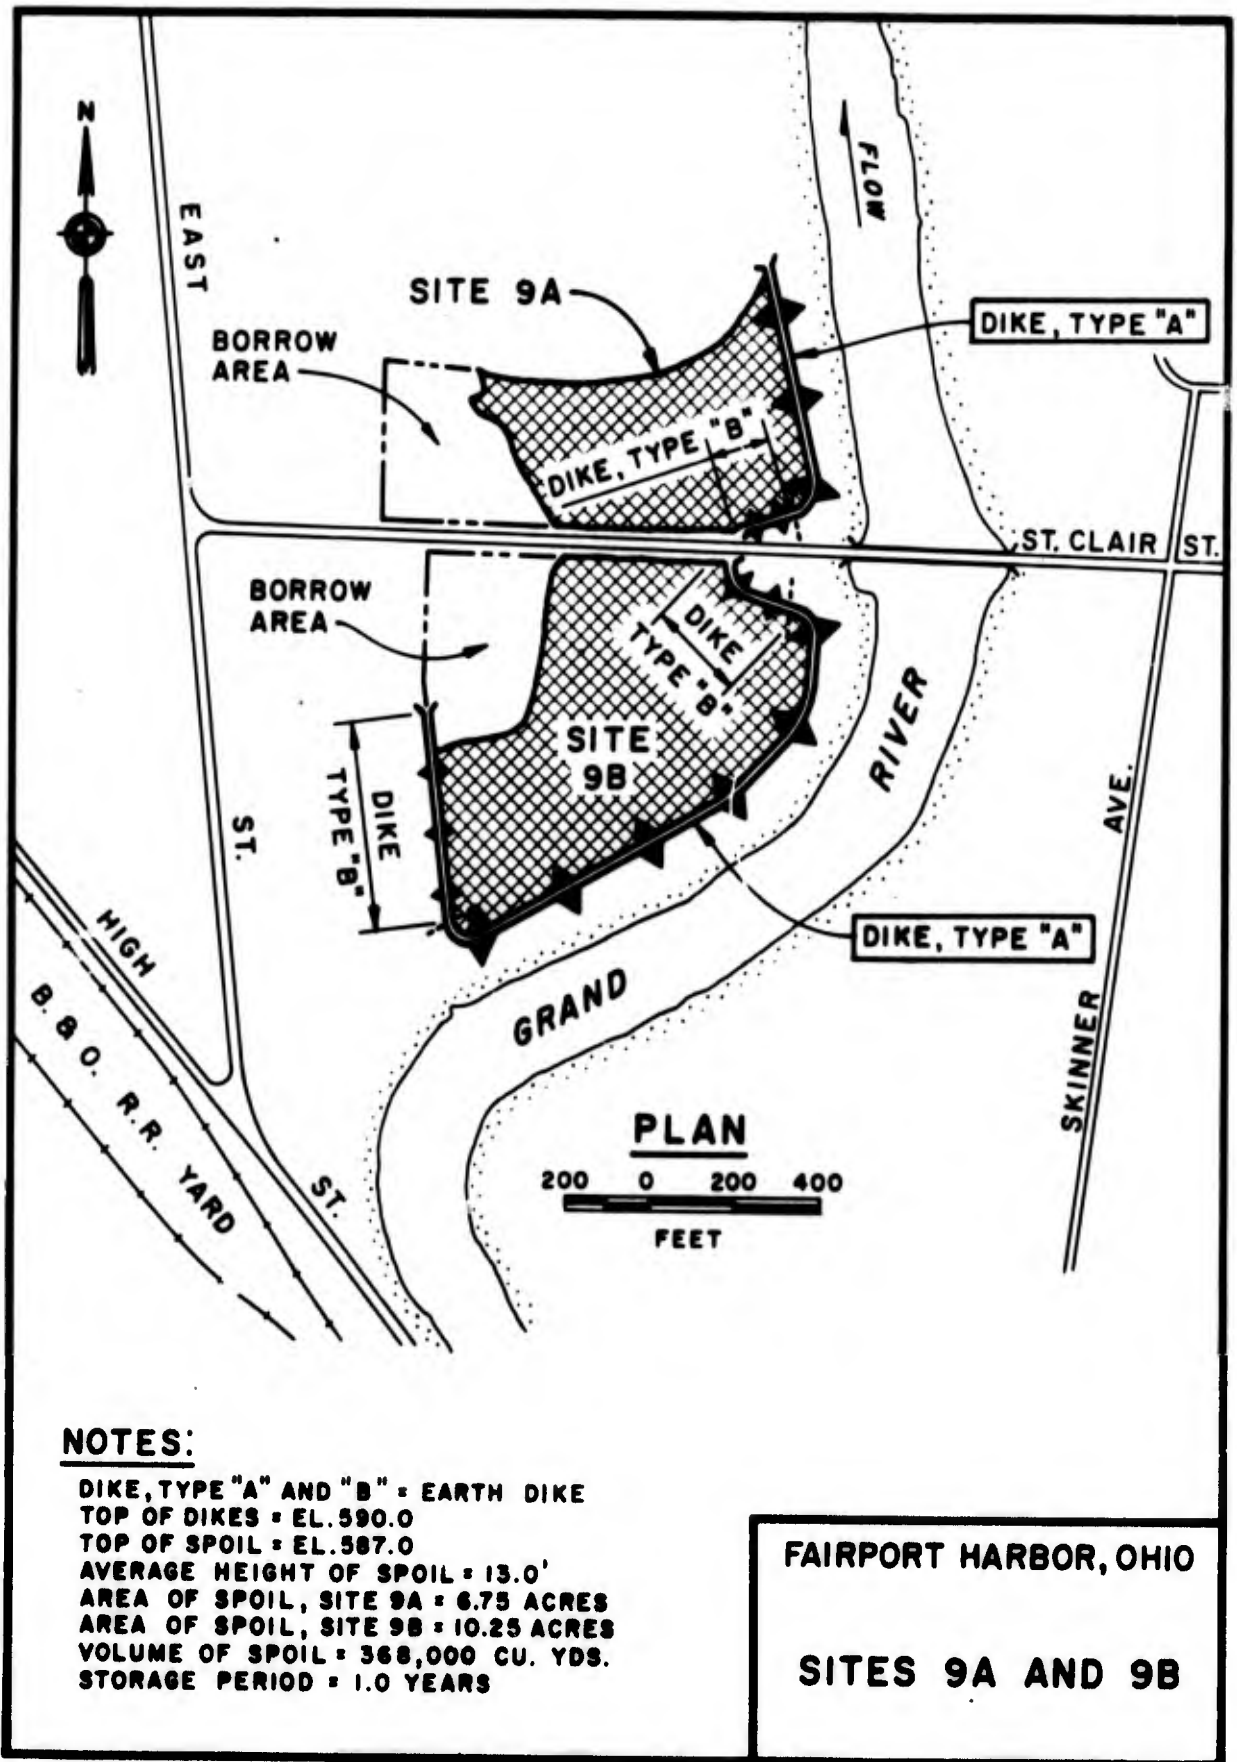 N
EAST
FLOW
SITE 9A
DIKE, TYPE "A"
BORROW
AREA
DIKE, TYPE "B"
ST. CLAIR ST.
BORROW
AREA
DIKE
TYPE "B"
SITE
9B
RIVER
DIKE
TYPE "B"
AVE.
ST.
HIGH
DIKE, TYPE "A"
GRAND
B. & O. R.R. YARD
SKINNER
PLAN
ST.
200 0 200 400
FEET
NOTES:
DIKE, TYPE "A" AND "B" = EARTH DIKE
TOP OF DIKES = EL. 590.0
TOP OF SPOIL = EL. 587.0
AVERAGE HEIGHT OF SPOIL = 13.0'
AREA OF SPOIL, SITE 9A = 6.75 ACRES
AREA OF SPOIL, SITE 9B = 10.25 ACRES
VOLUME OF SPOIL = 368,000 CU. YDS.
STORAGE PERIOD = 1.0 YEARS
FAIRPORT HARBOR, OHIO
SITES 9A AND 9B